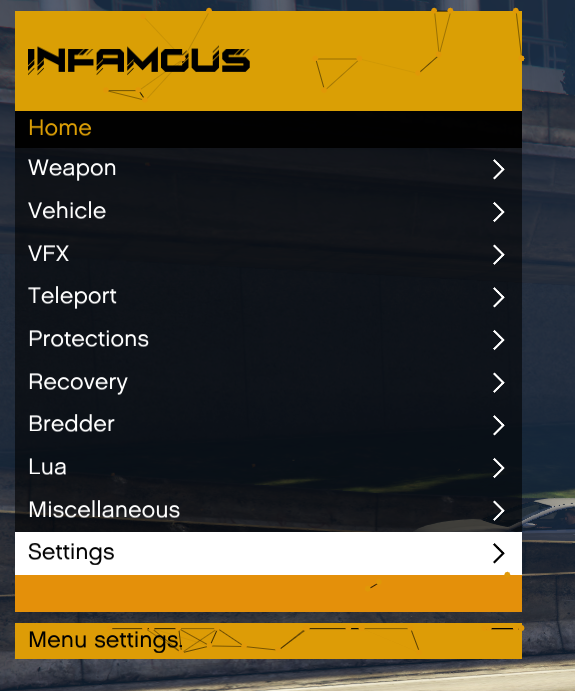 INFAMOUS
Home
Weapon
Vehicle
VFX
Teleport
Protections
Recovery
Bredder
Lua
Miscellaneous
Settings
Menu settings.